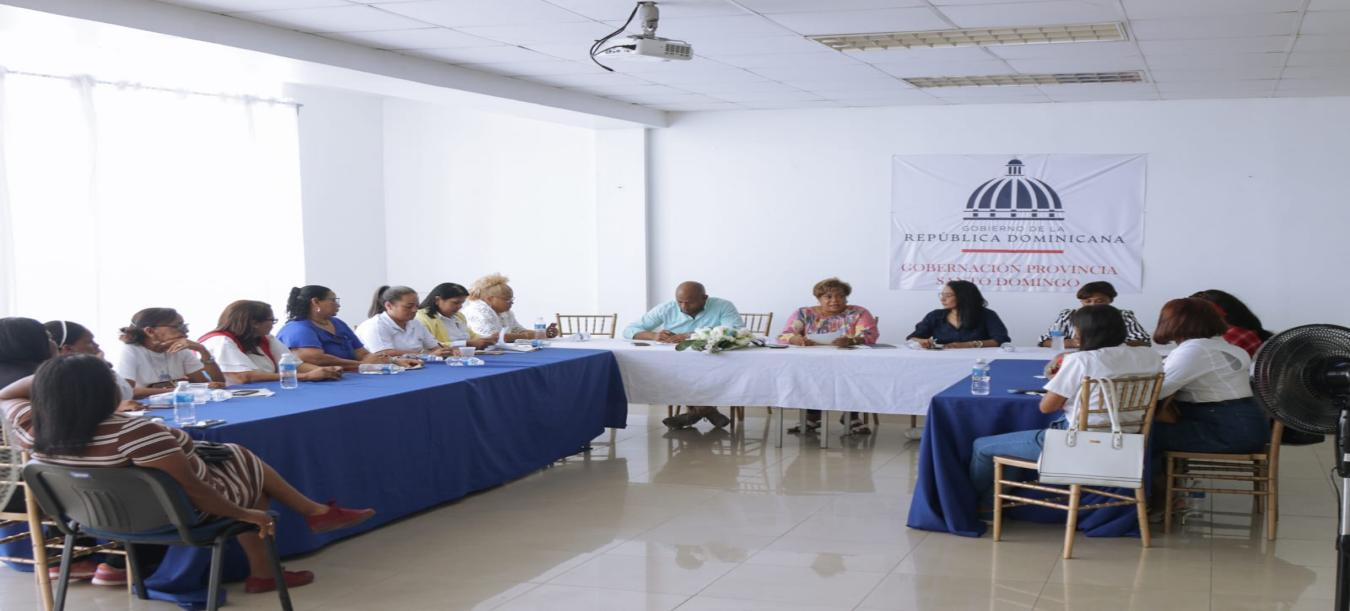 GOBIERNO DE LA
REPÚBLICA DOMINICANA
GOBERNACIÓN PROVINCIA
SANTO DOMINGO